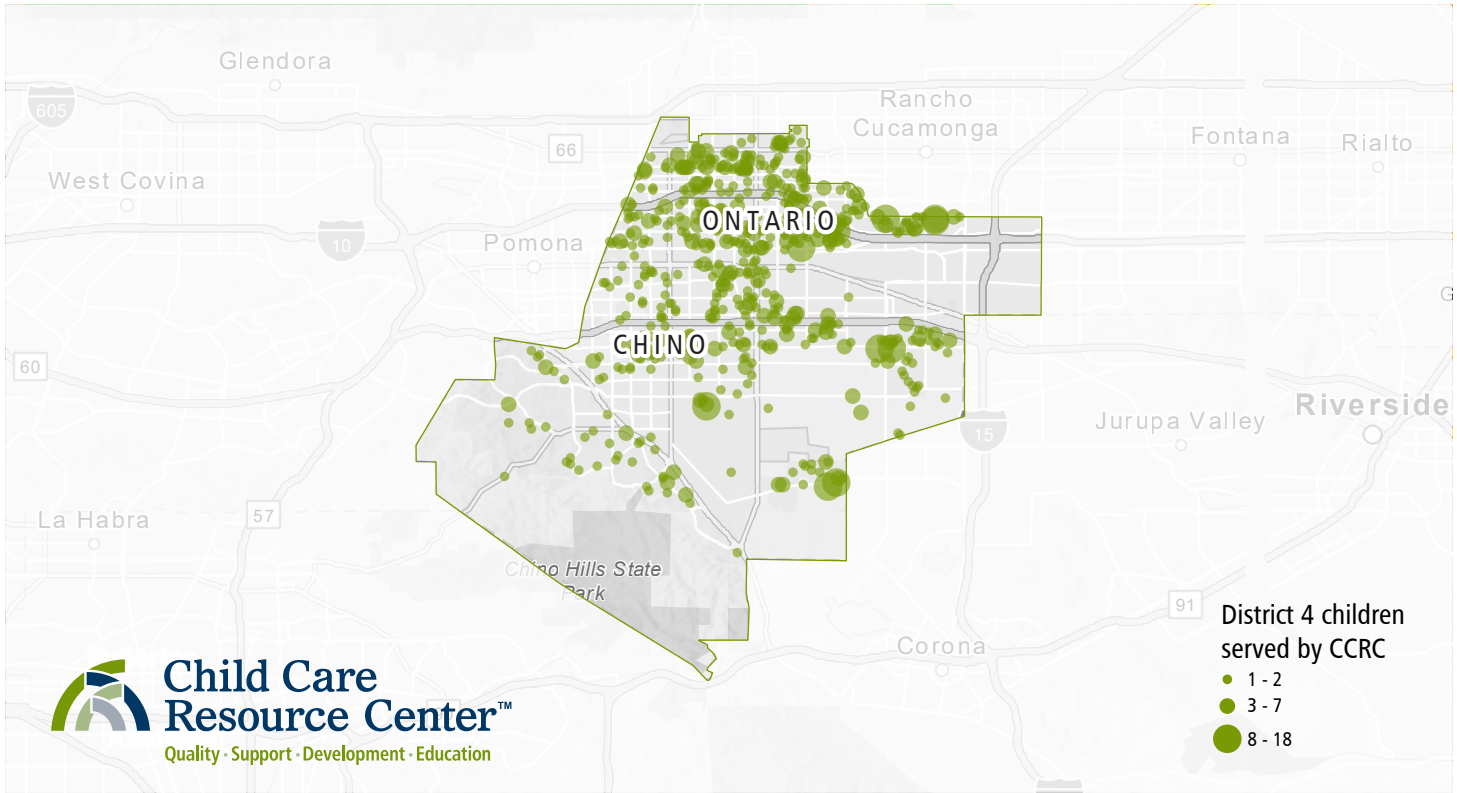 Glendora
605
Rancho
Cucamonga
66
Fontana
Rialto
West Covina
ONTARIO
10
Pomona
G
CHINO
60
Riverside
Jurupa Valley
15
La Habra
57
Chino Hills State
Park
91
District 4 children
served by CCRC
1 - 2
3 - 7
8 - 18
Corona
Child Care
Resource Center™
Quality · Support · Development · Education